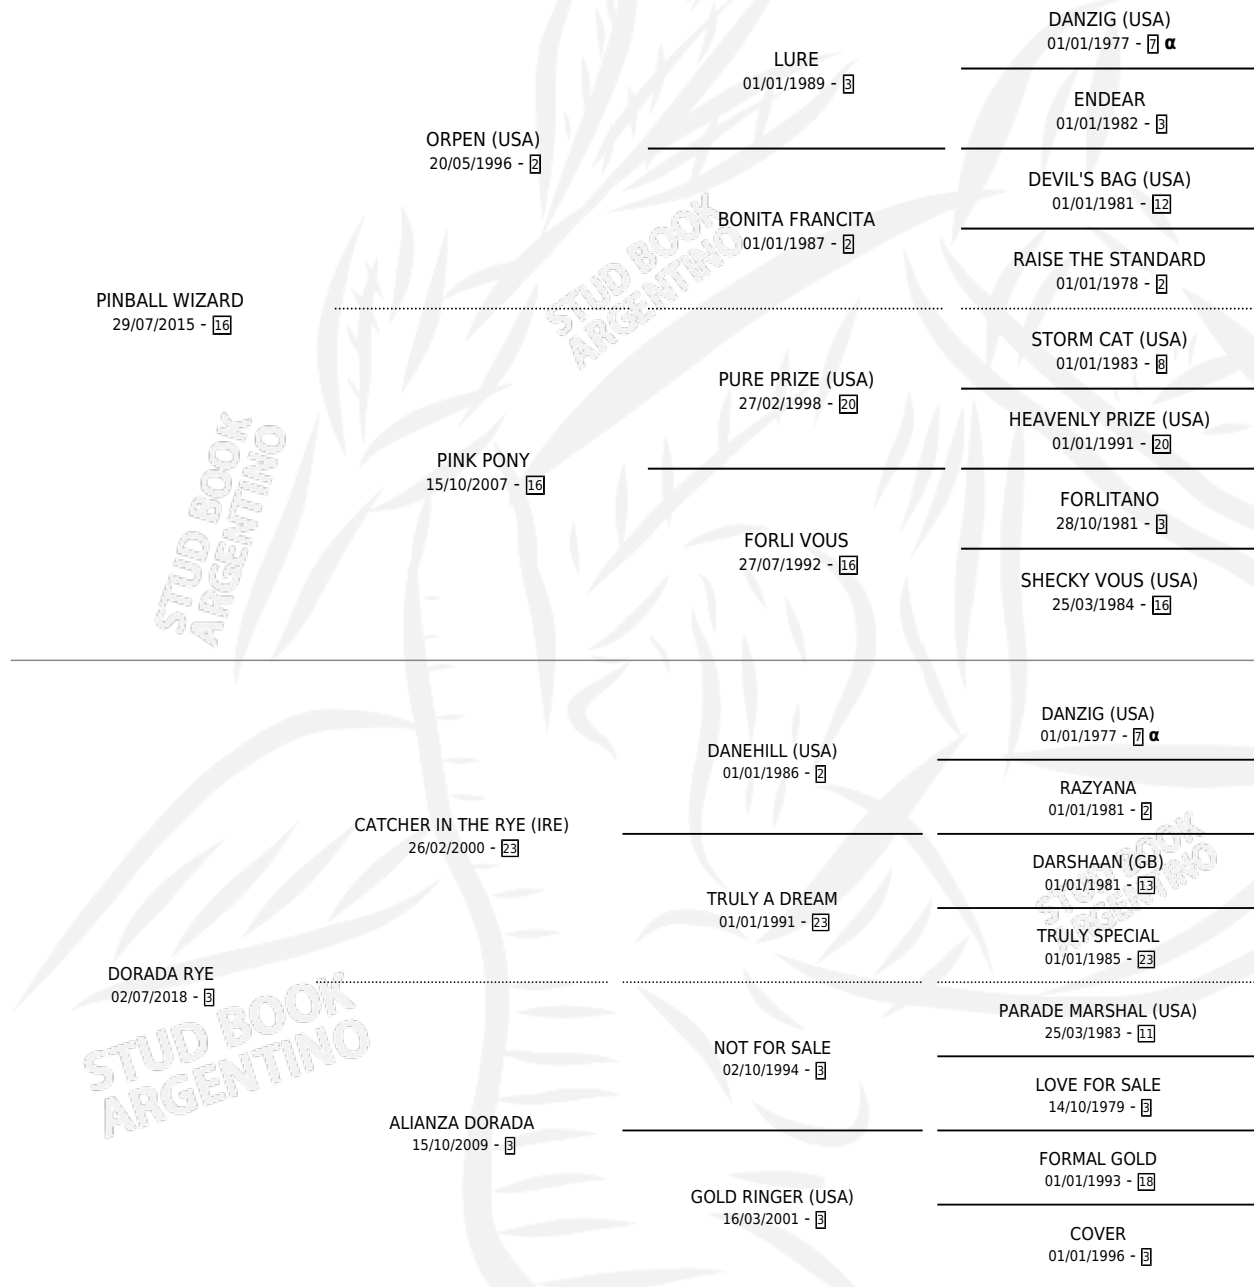 DANZIG (USA)
01/01/1977 - 7 α
LURE
01/01/1989 - 3
ENDEAR
01/01/1982 - 3
ORPEN (USA)
20/05/1996 - 2
DEVIL'S BAG (USA)
01/01/1981 - 12
BONITA FRANCITA
01/01/1987 - 2
RAISE THE STANDARD
01/01/1978 - 2
PINBALL WIZARD
29/07/2015 - 16
STORM CAT (USA)
01/01/1983 - 8
PURE PRIZE (USA)
27/02/1998 - 20
HEAVENLY PRIZE (USA)
01/01/1991 - 20
PINK PONY
15/10/2007 - 16
FORLITANO
28/10/1981 - 3
FORLI VOUS
27/07/1992 - 16
SHECKY VOUS (USA)
25/03/1984 - 16
DANZIG (USA)
01/01/1977 - 7 α
DANEHILL (USA)
01/01/1986 - 2
RAZYANA
01/01/1981 - 2
CATCHER IN THE RYE (IRE)
26/02/2000 - 23
DARSHAAN (GB)
01/01/1981 - 13
TRULY A DREAM
01/01/1991 - 23
TRULY SPECIAL
01/01/1985 - 23
DORADA RYE
02/07/2018 - 3
PARADE MARSHAL (USA)
25/03/1983 - 11
NOT FOR SALE
02/10/1994 - 3
LOVE FOR SALE
14/10/1979 - 3
ALIANZA DORADA
15/10/2009 - 3
FORMAL GOLD
01/01/1993 - 18
GOLD RINGER (USA)
16/03/2001 - 3
COVER
01/01/1996 - 3
STUD BOOK
ARGENTINO
STUD BOOK
ARGENTINO
STUD BOOK
ARGENTINO
STUD BOOK
ARGENTINO